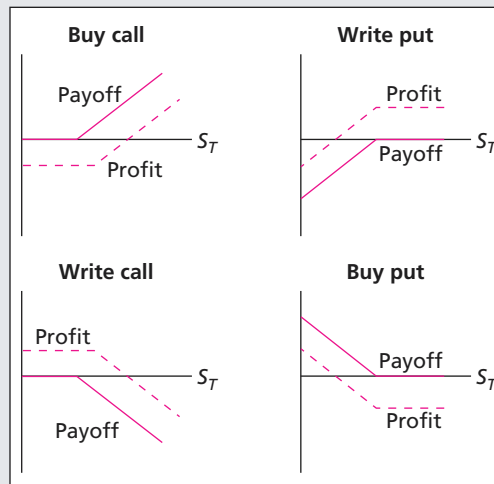 Buy call
Payoff
S_T
Profit
Write put
Profit
S_T
Payoff
Write call
Profit
S_T
Payoff
Buy put
Payoff
S_T
Profit